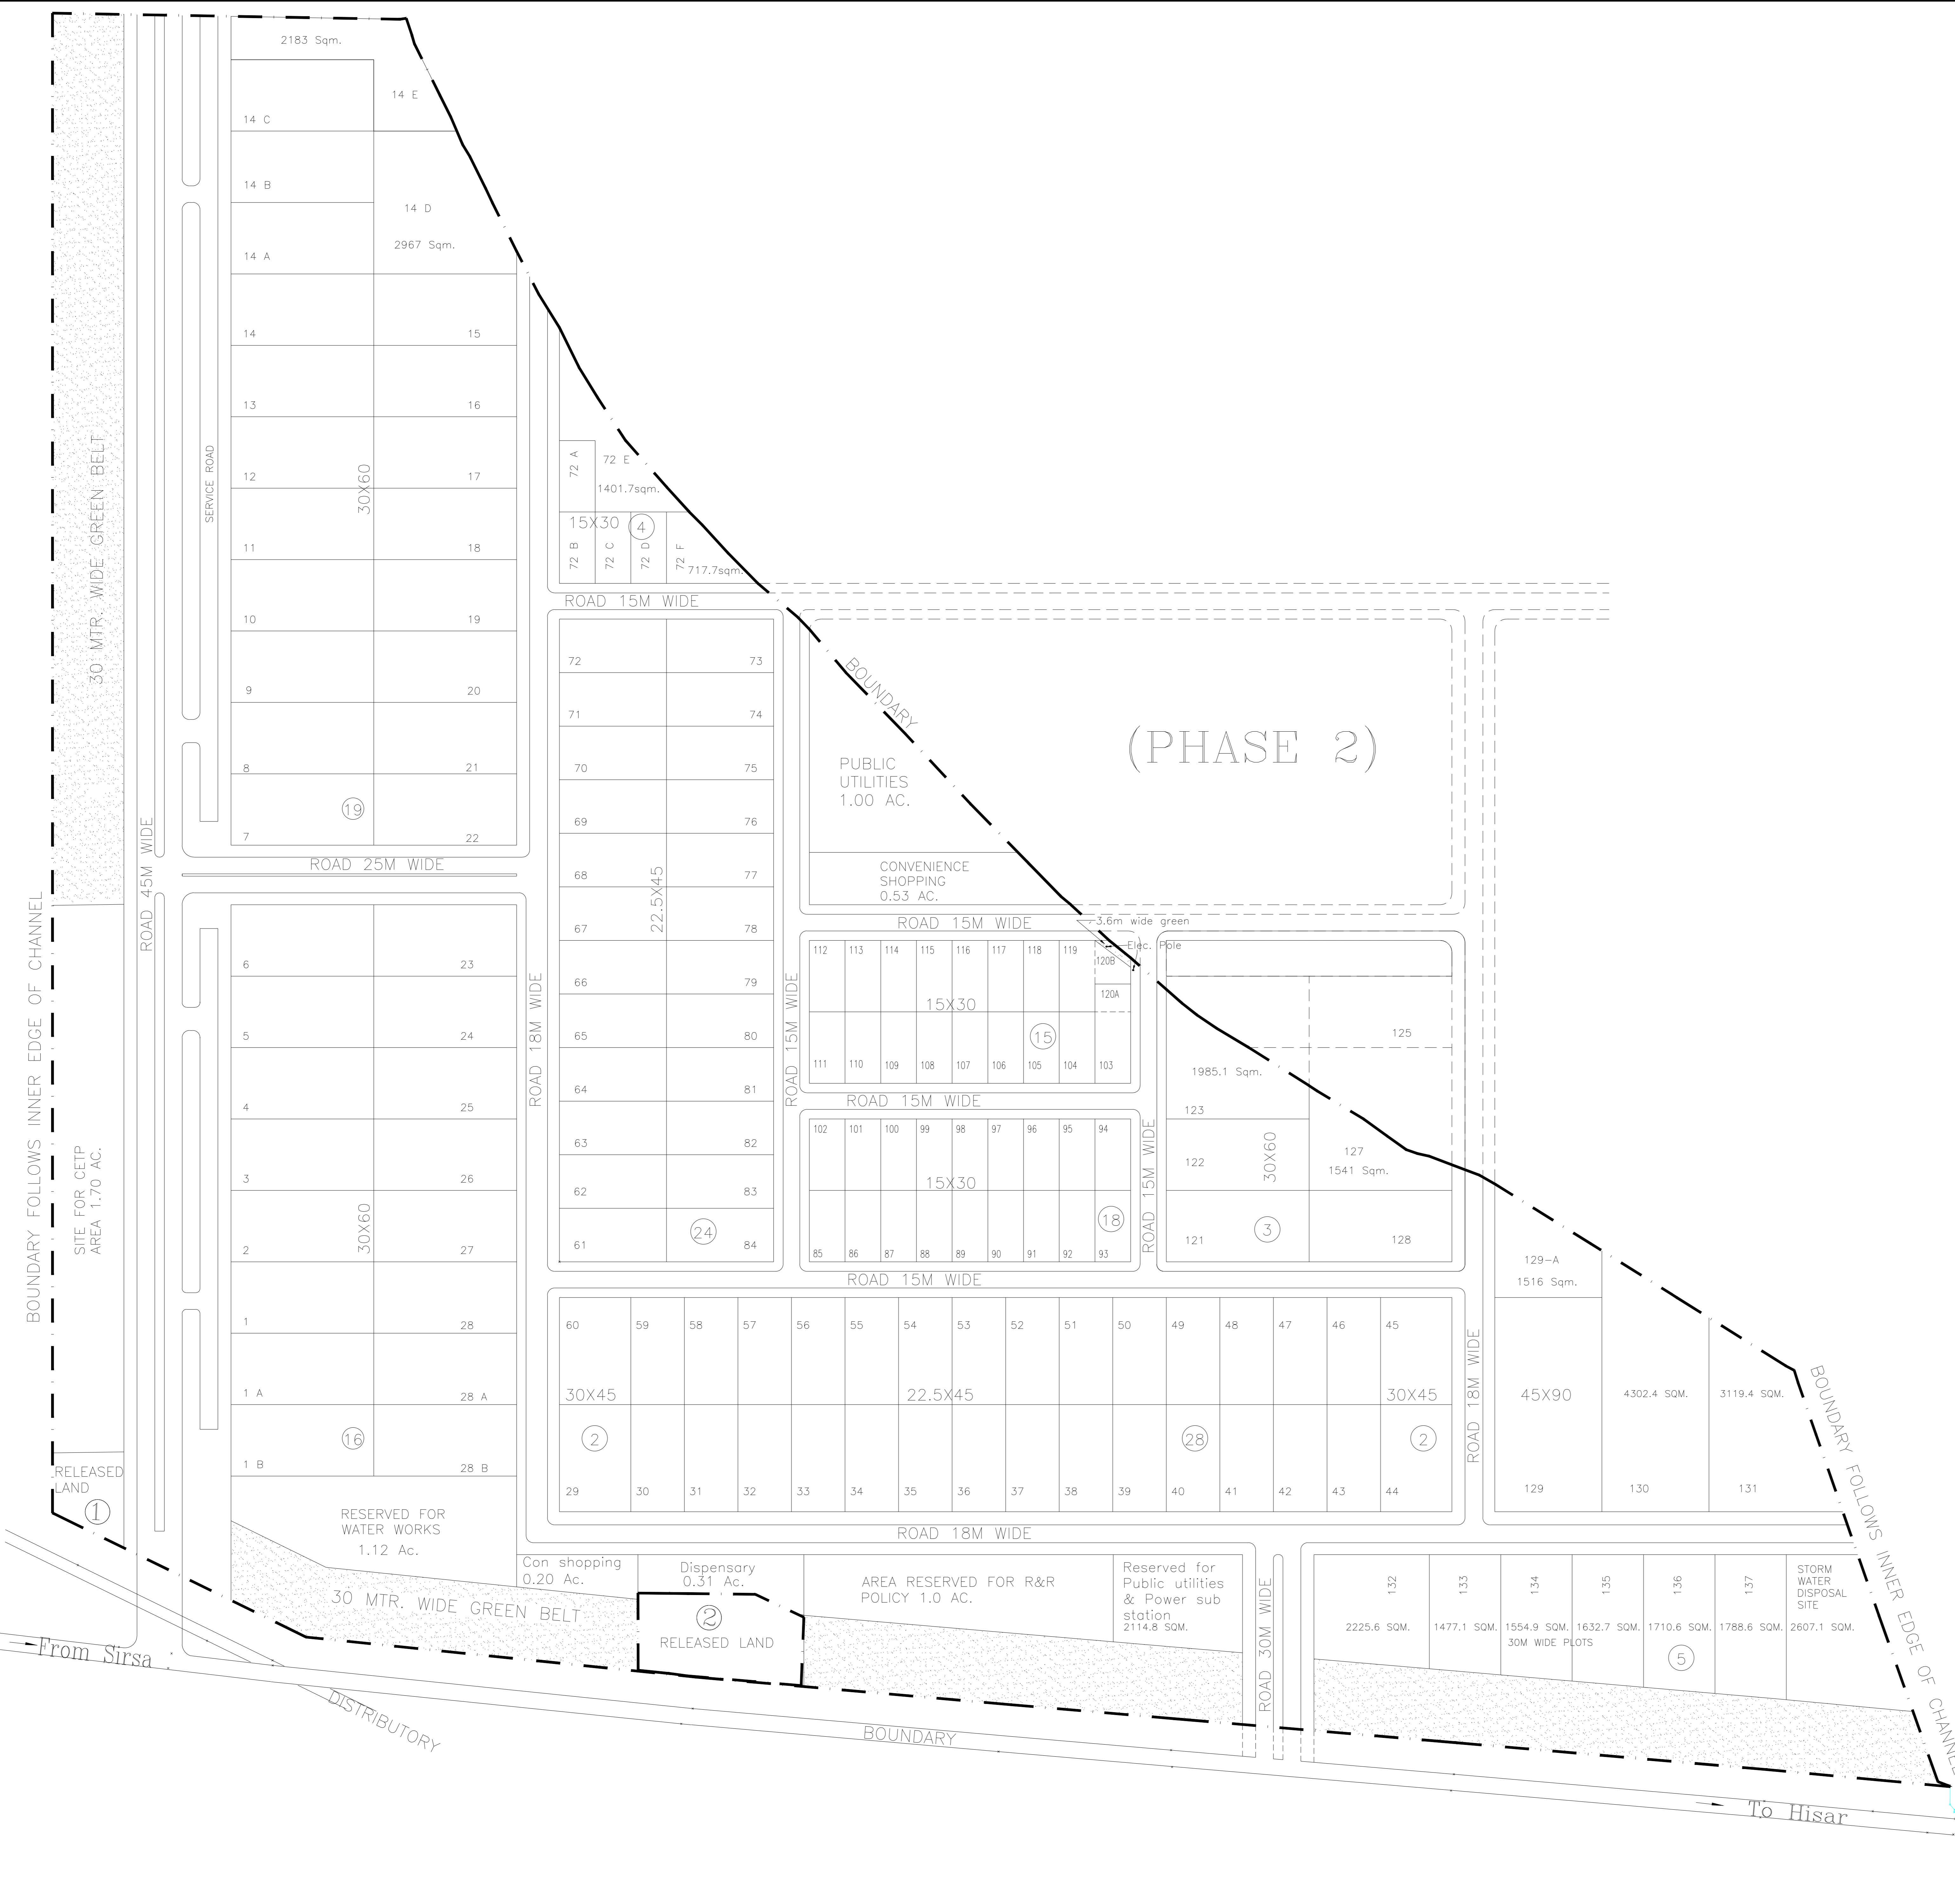 2183 Sqm.
14 E
14 C
14 B
14 D
2967 Sqm.
14 A
14
15
13
16
12
17
30X60
11
18
10
19
9
20
8
21
19
7
22
SERVICE ROAD
30 MTR. WIDE GREEN BELT
ROAD 45M WIDE
ROAD 25M WIDE
BOUNDARY FOLLOWS INNER EDGE OF CHANNEL
SITE FOR CETP
AREA 1.70 AC.
6
23
5
24
4
25
3
26
30X60
2
27
1
28
1 A
28 A
16
1 B
28 B
RELEASED
LAND
1
RESERVED FOR
WATER WORKS
1.12 Ac.
30 MTR. WIDE GREEN BELT
From Sirsa
DISTRIBUTORY
72 A
72 E
1401.7sqm.
15X30
4
72 B
72 C
72 D
72 F
717.7sqm.
ROAD 15M WIDE
72
73
71
74
70
75
69
76
22.5X45
68
77
67
78
66
79
65
80
64
81
63
82
62
83
24
61
84
ROAD 18M WIDE
ROAD 15M WIDE
BOUNDARY
(PHASE 2)
PUBLIC
UTILITIES
1.00 AC.
CONVENIENCE
SHOPPING
0.53 AC.
ROAD 15M WIDE
3.6m wide green
Elec. Pole
112
113
114
115
116
117
118
119
120B
120A
15X30
15
111
110
109
108
107
106
105
104
103
ROAD 15M WIDE
102
101
100
99
98
97
96
95
94
15X30
18
85
86
87
88
89
90
91
92
93
ROAD 15M WIDE
ROAD 15M WIDE
125
1985.1 Sqm.
123
122
30X60
127
1541 Sqm.
121
3
128
60
59
58
57
56
55
54
53
52
51
50
49
48
47
46
45
30X45
22.5X45
30X45
2
28
2
29
30
31
32
33
34
35
36
37
38
39
40
41
42
43
44
ROAD 18M WIDE
ROAD 18M WIDE
129-A
1516 Sqm.
45X90
4302.4 SQM.
3119.4 SQM.
129
130
131
BOUNDARY FOLLOWS INNER EDGE OF CHANNEL
Con shopping
0.20 Ac.
Dispensary
0.31 Ac.
2
RELEASED LAND
AREA RESERVED FOR R&R
POLICY 1.0 AC.
Reserved for
Public utilities
& Power sub
station
2114.8 SQM.
ROAD 30M WIDE
132
133
134
135
136
137
STORM
WATER
DISPOSAL
SITE
2225.6 SQM.
1477.1 SQM.
1554.9 SQM.
1632.7 SQM.
1710.6 SQM.
1788.6 SQM.
2607.1 SQM.
30M WIDE PLOTS
5
BOUNDARY
To Hisar